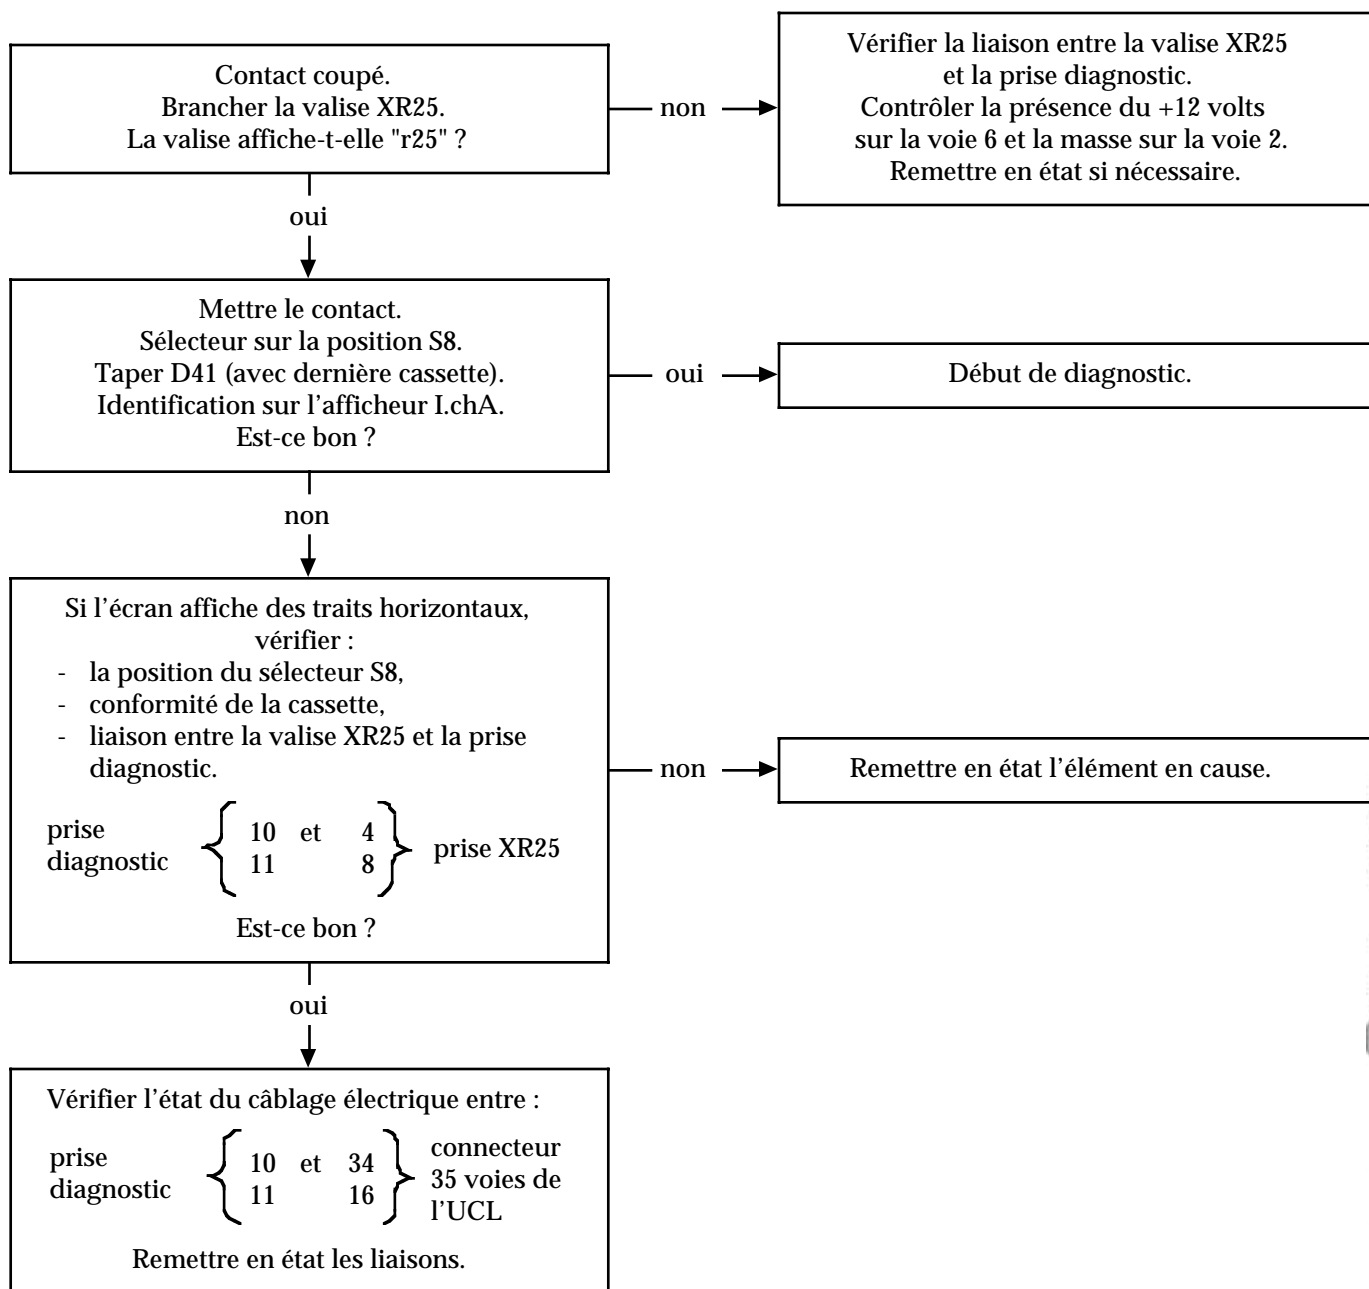 Contact coupé.
Brancher la valise XR25.
La valise affiche-t-elle "r25" ?
non
Vérifier la liaison entre la valise XR25
et la prise diagnostic.
Contrôler la présence du +12 volts
sur la voie 6 et la masse sur la voie 2.
Remettre en état si nécessaire.
oui
Mettre le contact.
Sélecteur sur la position S8.
Taper D41 (avec dernière cassette).
Identification sur l'afficheur I.chA.
Est-ce bon ?
oui
Début de diagnostic.
non
Si l'écran affiche des traits horizontaux,
vérifier :
- la position du sélecteur S8,
- conformité de la cassette,
- liaison entre la valise XR25 et la prise
diagnostic.
prise
diagnostic
10 et 4
11 8
prise XR25
Est-ce bon ?
non
Remettre en état l'élément en cause.
oui
Vérifier l'état du câblage électrique entre :
prise
diagnostic
10 et 34
11 16
connecteur
35 voies de
l'UCL
Remettre en état les liaisons.